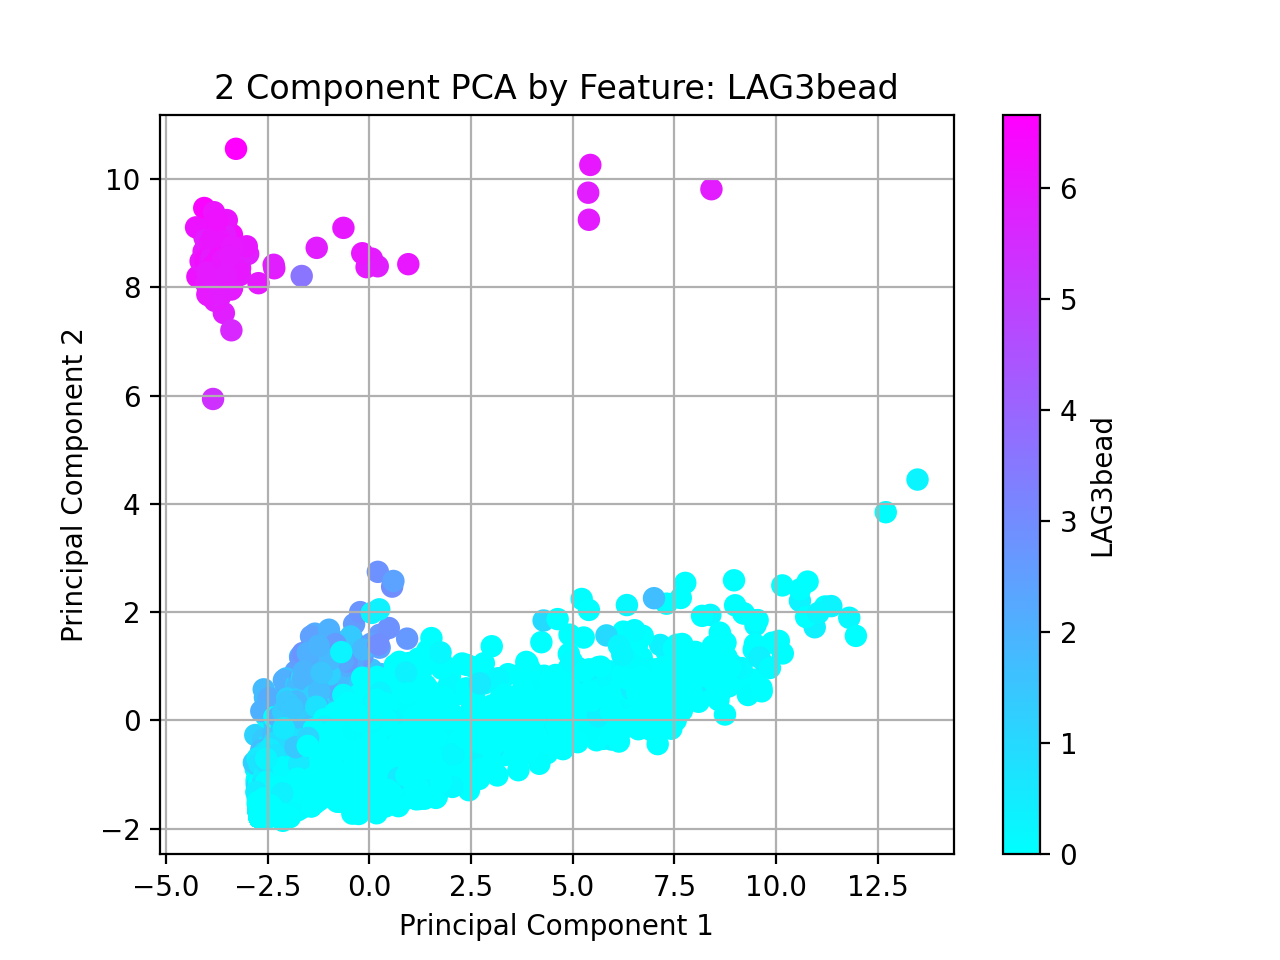 2 Component PCA by Feature: LAG3bead
Principal Component 2
10
8
6
4
2
0
−2
−5.0 −2.5 0.0 2.5 5.0 7.5 10.0 12.5
Principal Component 1
6
5
4
3
2
1
0
LAG3bead